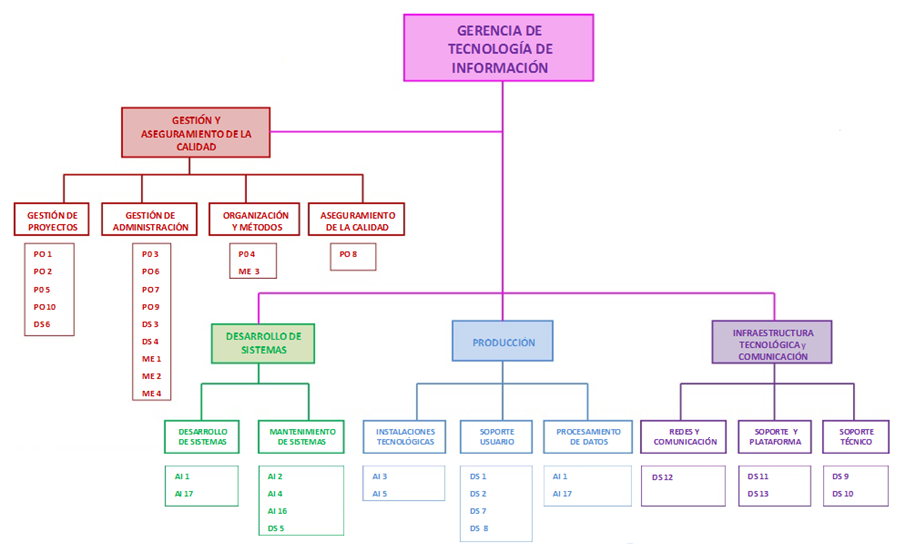 GERENCIA DE
TECNOLOGÍA DE
INFORMACIÓN
GESTIÓN Y
ASEGURAMIENTO DE LA
CALIDAD
GESTIÓN DE
PROYECTOS
GESTIÓN DE
ADMINISTRACIÓN
ORGANIZACIÓN
Y MÉTODOS
ASEGURAMIENTO
DE LA CALIDAD
PO 1
PO 2
P0 5
PO 10
DS 6
P0 3
PO 6
PO 7
PO 9
DS 3
DS 4
ME 1
ME 2
ME 4
P0 4
ME 3
PO 8
DESARROLLO DE
SISTEMAS
PRODUCCIÓN
INFRAESTRUCTURA
TECNOLÓGICA y
COMUNICACIÓN
DESARROLLO
DE SISTEMAS
MANTENIMIENTO
DE SISTEMAS
INSTALACIONES
TECNOLÓGICAS
SOPORTE
USUARIO
PROCESAMIENTO
DE DATOS
REDES Y
COMUNICACIÓN
SOPORTE Y
PLATAFORMA
SOPORTE
TÉCNICO
AI 1
AI 17
AI 2
AI 4
AI 16
DS 5
AI 3
AI 5
DS 1
DS 2
DS 7
DS 8
AI 1
AI 17
DS 12
DS 11
DS 13
DS 9
DS 10